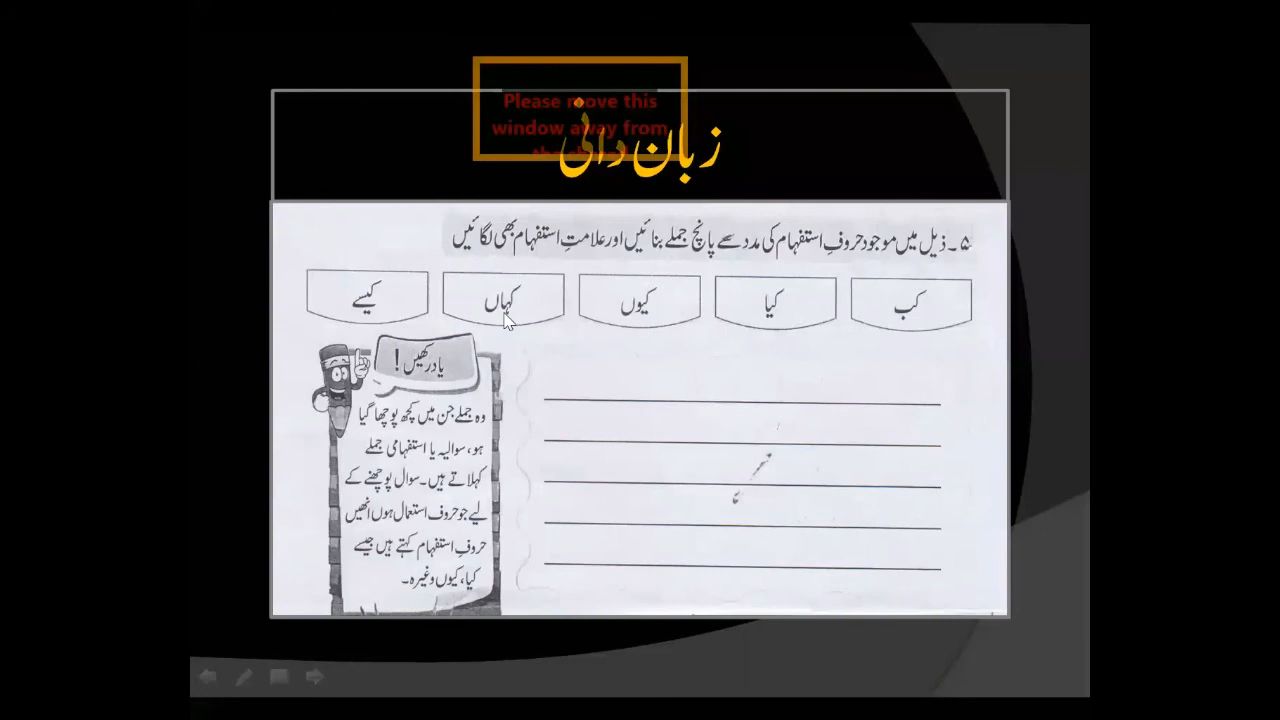 Please move this
window away from
زبان دانی
۵۔ ذیل میں موجود حروفِ استفہام کی مدد سے پانچ جملے بنائیں اور علامتِ استفہام بھی لگائیں
کب کیا کیوں کہاں کیسے
یاد رکھیں!
وہ جملے جن میں کچھ پوچھا گیا
ہو، سوالیہ یا استفہامی جملے
کہلاتے ہیں۔ سوال پوچھنے کے
لیے جو حروف استعمال ہوں انھیں
حروفِ استفہام کہتے ہیں جیسے
کیا، کیوں وغیرہ۔